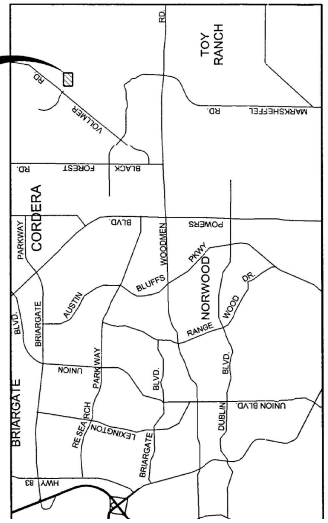 RD.
TOY
RANCH
VOLLMER
RD
MARKSHEFFEL
RD.
BLACK
FOREST
RD.
CORDERA
PARKWAY
BRIARGATE
BLVD.
POWERS
WOODMEN
AUSTIN
BLUFFS
PKWY
NORWOOD
RANGE
WOOD
DR.
BLVD.
UNION
PARKWAY
RESEARCH
LEXINGTON
BRIARGATE
BLVD.
DUBLIN
BLVD.
UNION BLVD.
BRIARGATE
HWY 83